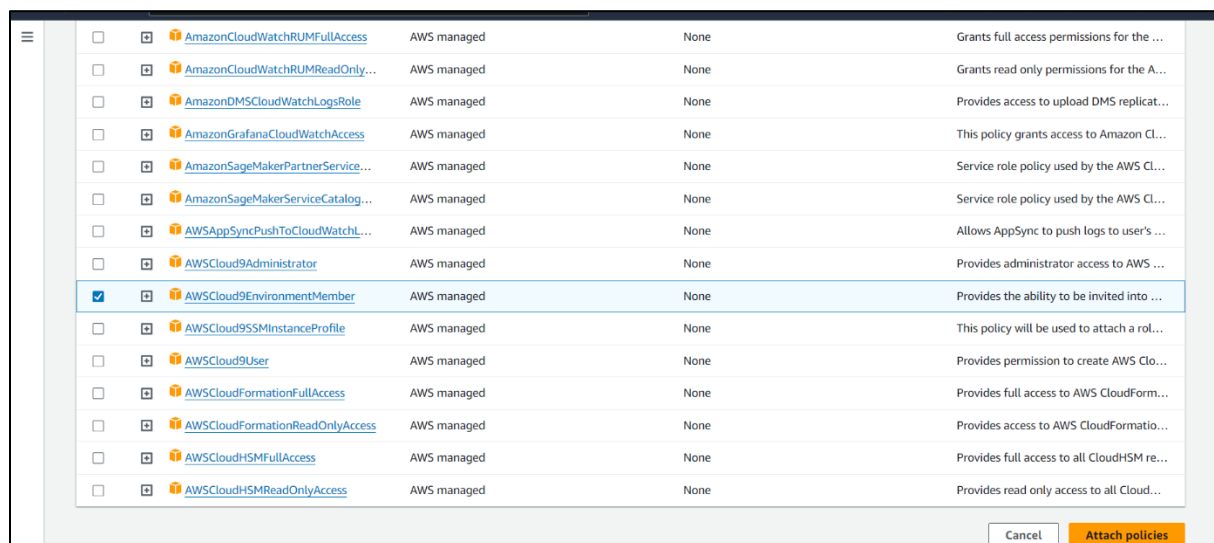 AmazonCloudWatchRUMFullAccess AWS managed None Grants full access permissions for the ...
AmazonCloudWatchRUMReadOnly... AWS managed None Grants read only permissions for the A...
AmazonDMSCloudWatchLogsRole AWS managed None Provides access to upload DMS replicat...
AmazonGrafanaCloudWatchAccess AWS managed None This policy grants access to Amazon Cl...
AmazonSageMakerPartnerService... AWS managed None Service role policy used by the AWS Cl...
AmazonSageMakerServiceCatalog... AWS managed None Service role policy used by the AWS Cl...
AWSAppSyncPushToCloudWatchL... AWS managed None Allows AppSync to push logs to user's ...
AWSCloud9Administrator AWS managed None Provides administrator access to AWS ...
AWSCloud9EnvironmentMember AWS managed None Provides the ability to be invited into ...
AWSCloud9SSMInstanceProfile AWS managed None This policy will be used to attach a rol...
AWSCloud9User AWS managed None Provides permission to create AWS Clo...
AWSCloudFormationFullAccess AWS managed None Provides full access to AWS CloudForm...
AWSCloudFormationReadOnlyAccess AWS managed None Provides access to AWS CloudFormatio...
AWSCloudHSMFullAccess AWS managed None Provides full access to all CloudHSM re...
AWSCloudHSMReadOnlyAccess AWS managed None Provides read only access to all Cloud...
Cancel Attach policies